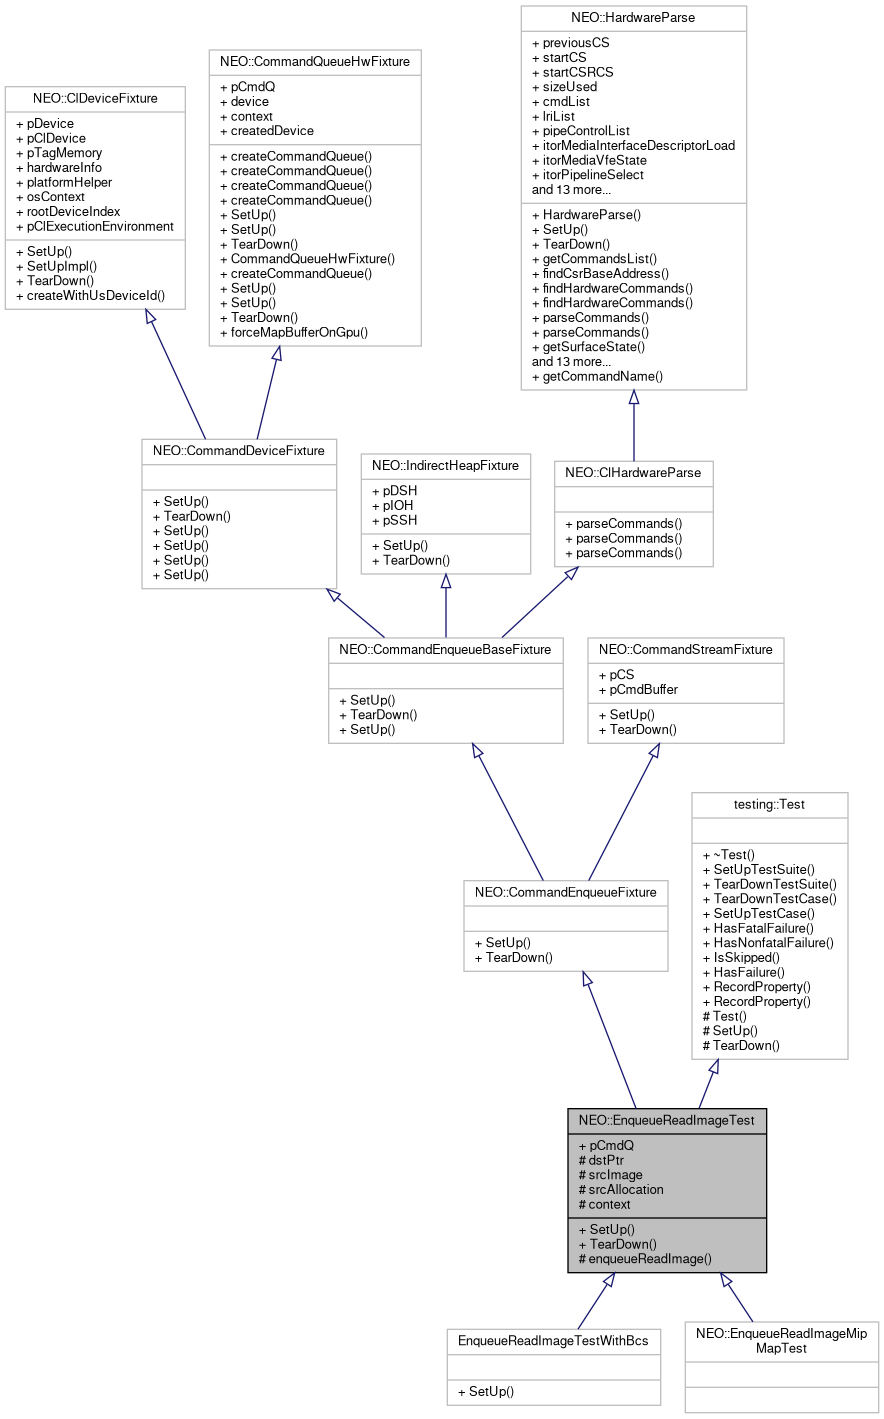 NEO::HardwareParse
+ previousCS
+ startCS
+ startCSRCS
+ sizeUsed
+ cmdList
+ lriList
+ pipeControlList
+ itorMediaInterfaceDescriptorLoad
+ itorMediaVfeState
+ itorPipelineSelect
and 13 more...
+ HardwareParse()
+ SetUp()
+ TearDown()
+ getCommandsList()
+ findCsrBaseAddress()
+ findHardwareCommands()
+ findHardwareCommands()
+ parseCommands()
+ parseCommands()
+ getSurfaceState()
and 13 more...
+ getCommandName()
NEO::CommandQueueHwFixture
+ pCmdQ
+ device
+ context
+ createdDevice
+ createCommandQueue()
+ createCommandQueue()
+ createCommandQueue()
+ createCommandQueue()
+ SetUp()
+ SetUp()
+ TearDown()
+ CommandQueueHwFixture()
+ createCommandQueue()
+ SetUp()
+ SetUp()
+ TearDown()
+ forceMapBufferOnGpu()
NEO::ClDeviceFixture
+ pDevice
+ pClDevice
+ pTagMemory
+ hardwareInfo
+ platformHelper
+ osContext
+ rootDeviceIndex
+ pClExecutionEnvironment
+ SetUp()
+ SetUpImpl()
+ TearDown()
+ createWithUsDeviceId()
NEO::CommandDeviceFixture
+ SetUp()
+ TearDown()
+ SetUp()
+ SetUp()
+ SetUp()
+ SetUp()
NEO::IndirectHeapFixture
+ pDSH
+ pIOH
+ pSSH
+ SetUp()
+ TearDown()
NEO::ClHardwareParse
+ parseCommands()
+ parseCommands()
+ parseCommands()
NEO::CommandEnqueueBaseFixture
+ SetUp()
+ TearDown()
+ SetUp()
NEO::CommandStreamFixture
+ pCS
+ pCmdBuffer
+ SetUp()
+ TearDown()
testing::Test
+ ~Test()
+ SetUpTestSuite()
+ TearDownTestSuite()
+ TearDownTestCase()
+ SetUpTestCase()
+ HasFatalFailure()
+ HasNonfatalFailure()
+ IsSkipped()
+ HasFailure()
+ RecordProperty()
+ RecordProperty()
# Test()
# SetUp()
# TearDown()
NEO::CommandEnqueueFixture
+ SetUp()
+ TearDown()
NEO::EnqueueReadImageTest
+ pCmdQ
# dstPtr
# srcImage
# srcAllocation
# context
+ SetUp()
+ TearDown()
# enqueueReadImage()
EnqueueReadImageTestWithBcs
+ SetUp()
NEO::EnqueueReadImageMip
MapTest